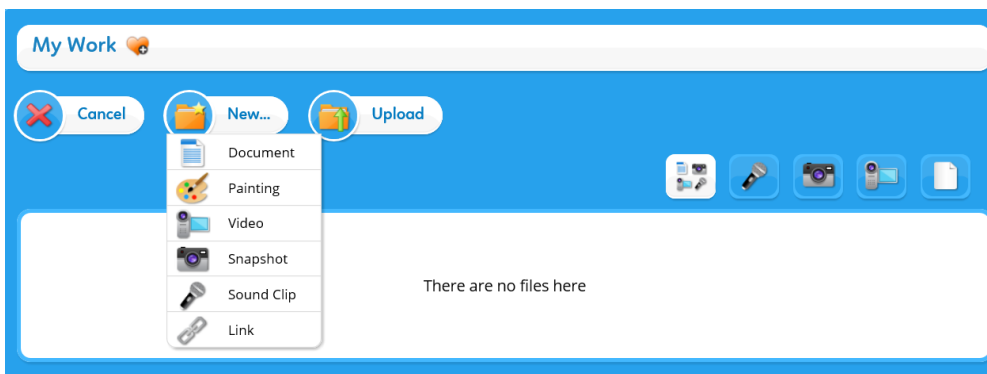 My Work
Cancel
New...
Upload
Document
Painting
Video
Snapshot
Sound Clip
Link
There are no files here